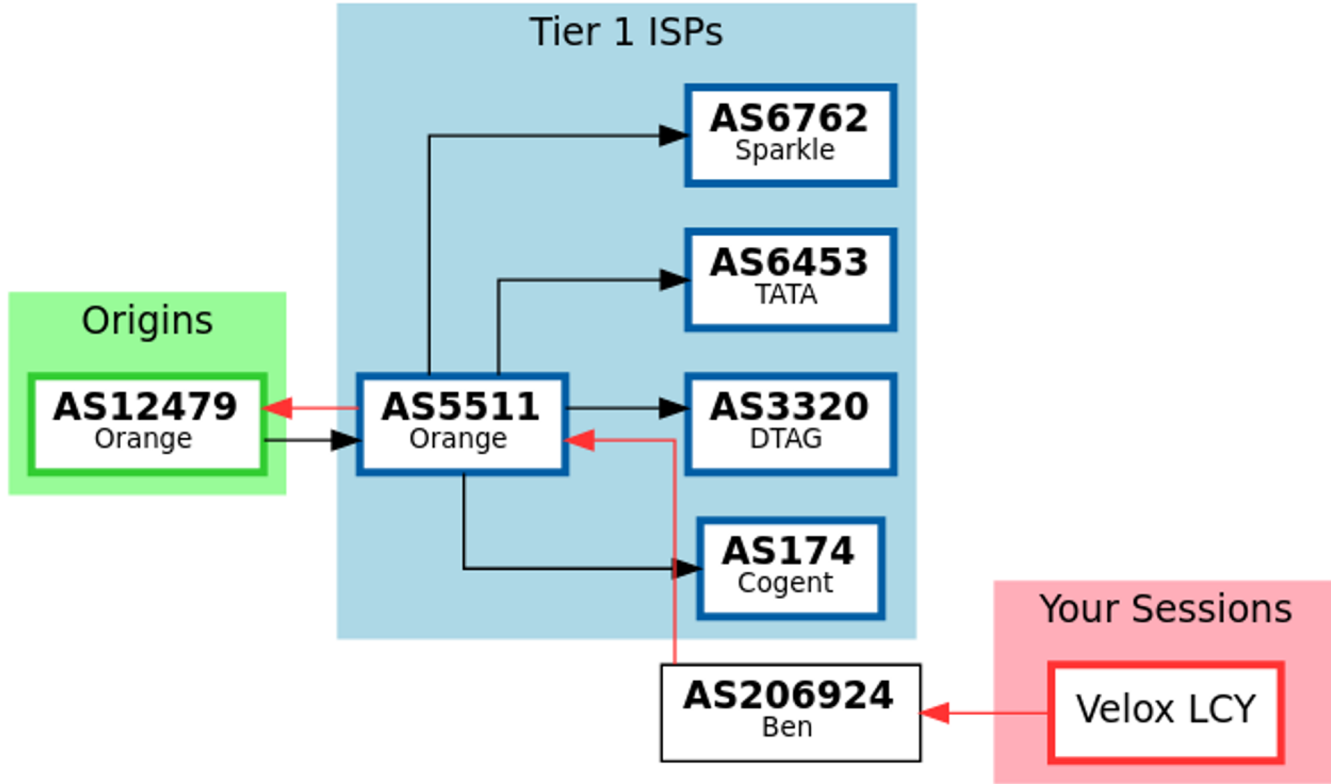 Tier 1 ISPs
AS6762
Sparkle
AS6453
TATA
Origins
AS12479
Orange
AS5511
Orange
AS3320
DTAG
AS174
Cogent
Your Sessions
AS206924
Ben
Velox LCY